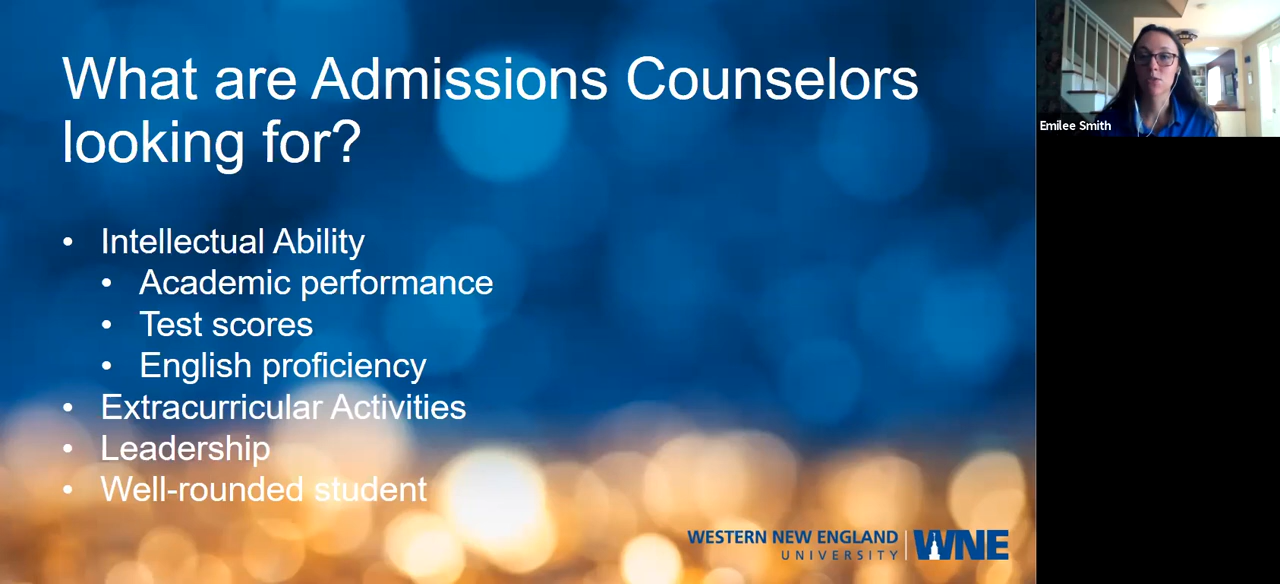 What are Admissions Counselors
looking for?
• Intellectual Ability
• Academic performance
• Test scores
• English proficiency
• Extracurricular Activities
• Leadership
• Well-rounded student
WESTERN NEW ENGLAND
UNIVERSITY
WNE
Emilee Smith